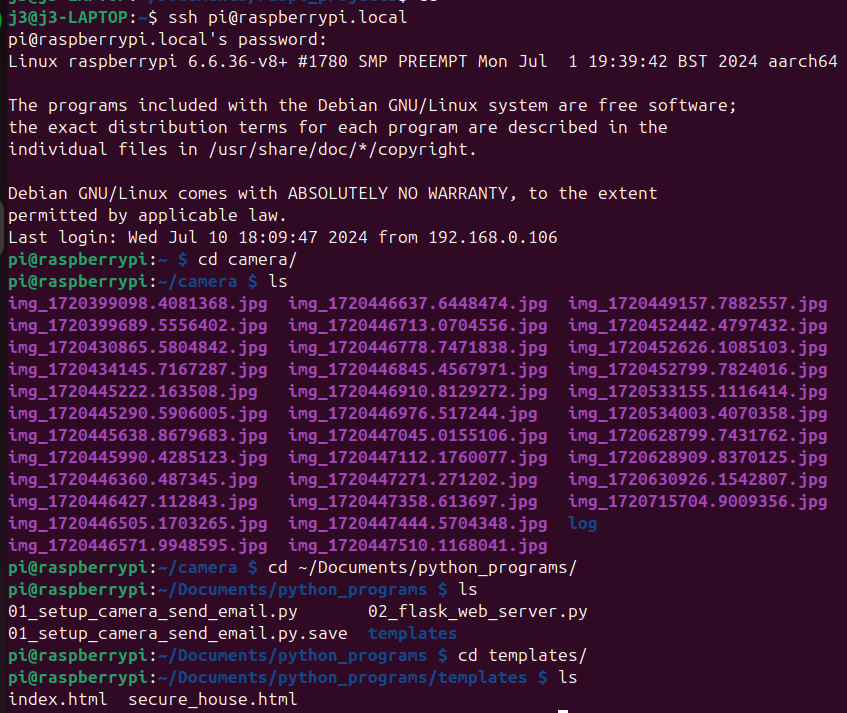 j3@j3-LAPTOP:~$ ssh pi@raspberrypi.local
pi@raspberrypi.local's password:
Linux raspberrypi 6.6.36-v8+ #1780 SMP PREEMPT Mon Jul  1 19:39:42 BST 2024 aarch64

The programs included with the Debian GNU/Linux system are free software;
the exact distribution terms for each program are described in the
individual files in /usr/share/doc/*/copyright.

Debian GNU/Linux comes with ABSOLUTELY NO WARRANTY, to the extent
permitted by applicable law.
Last login: Wed Jul 10 18:09:47 2024 from 192.168.0.106
pi@raspberrypi:~ $ cd camera/
pi@raspberrypi:~/camera $ ls
img_1720399098.4081368.jpg  img_1720446637.6448474.jpg  img_1720449157.7882557.jpg
img_1720399689.5556402.jpg  img_1720446713.0704556.jpg  img_1720452442.4797432.jpg
img_1720430865.5804842.jpg  img_1720446778.7471838.jpg  img_1720452626.1085103.jpg
img_1720434145.7167287.jpg  img_1720446845.4567971.jpg  img_1720452799.7824016.jpg
img_1720445222.163508.jpg   img_1720446910.8129272.jpg  img_1720533155.1116414.jpg
img_1720445290.5906005.jpg  img_1720446976.517244.jpg   img_1720534003.4070358.jpg
img_1720445638.8679683.jpg  img_1720447045.0155106.jpg  img_1720628799.7431762.jpg
img_1720445990.4285123.jpg  img_1720447112.1760077.jpg  img_1720628909.8370125.jpg
img_1720446360.487345.jpg   img_1720447271.271202.jpg   img_1720630926.1542807.jpg
img_1720446427.112843.jpg   img_1720447358.613697.jpg   img_1720715704.9009356.jpg
img_1720446505.1703265.jpg  img_1720447444.5704348.jpg  log
img_1720446571.9948595.jpg  img_1720447510.1168041.jpg
pi@raspberrypi:~/camera $ cd ~/Documents/python_programs/
pi@raspberrypi:~/Documents/python_programs $ ls
01_setup_camera_send_email.py       02_flask_web_server.py
01_setup_camera_send_email.py.save  templates
pi@raspberrypi:~/Documents/python_programs $ cd templates/
pi@raspberrypi:~/Documents/python_programs/templates $ ls
index.html  secure_house.html